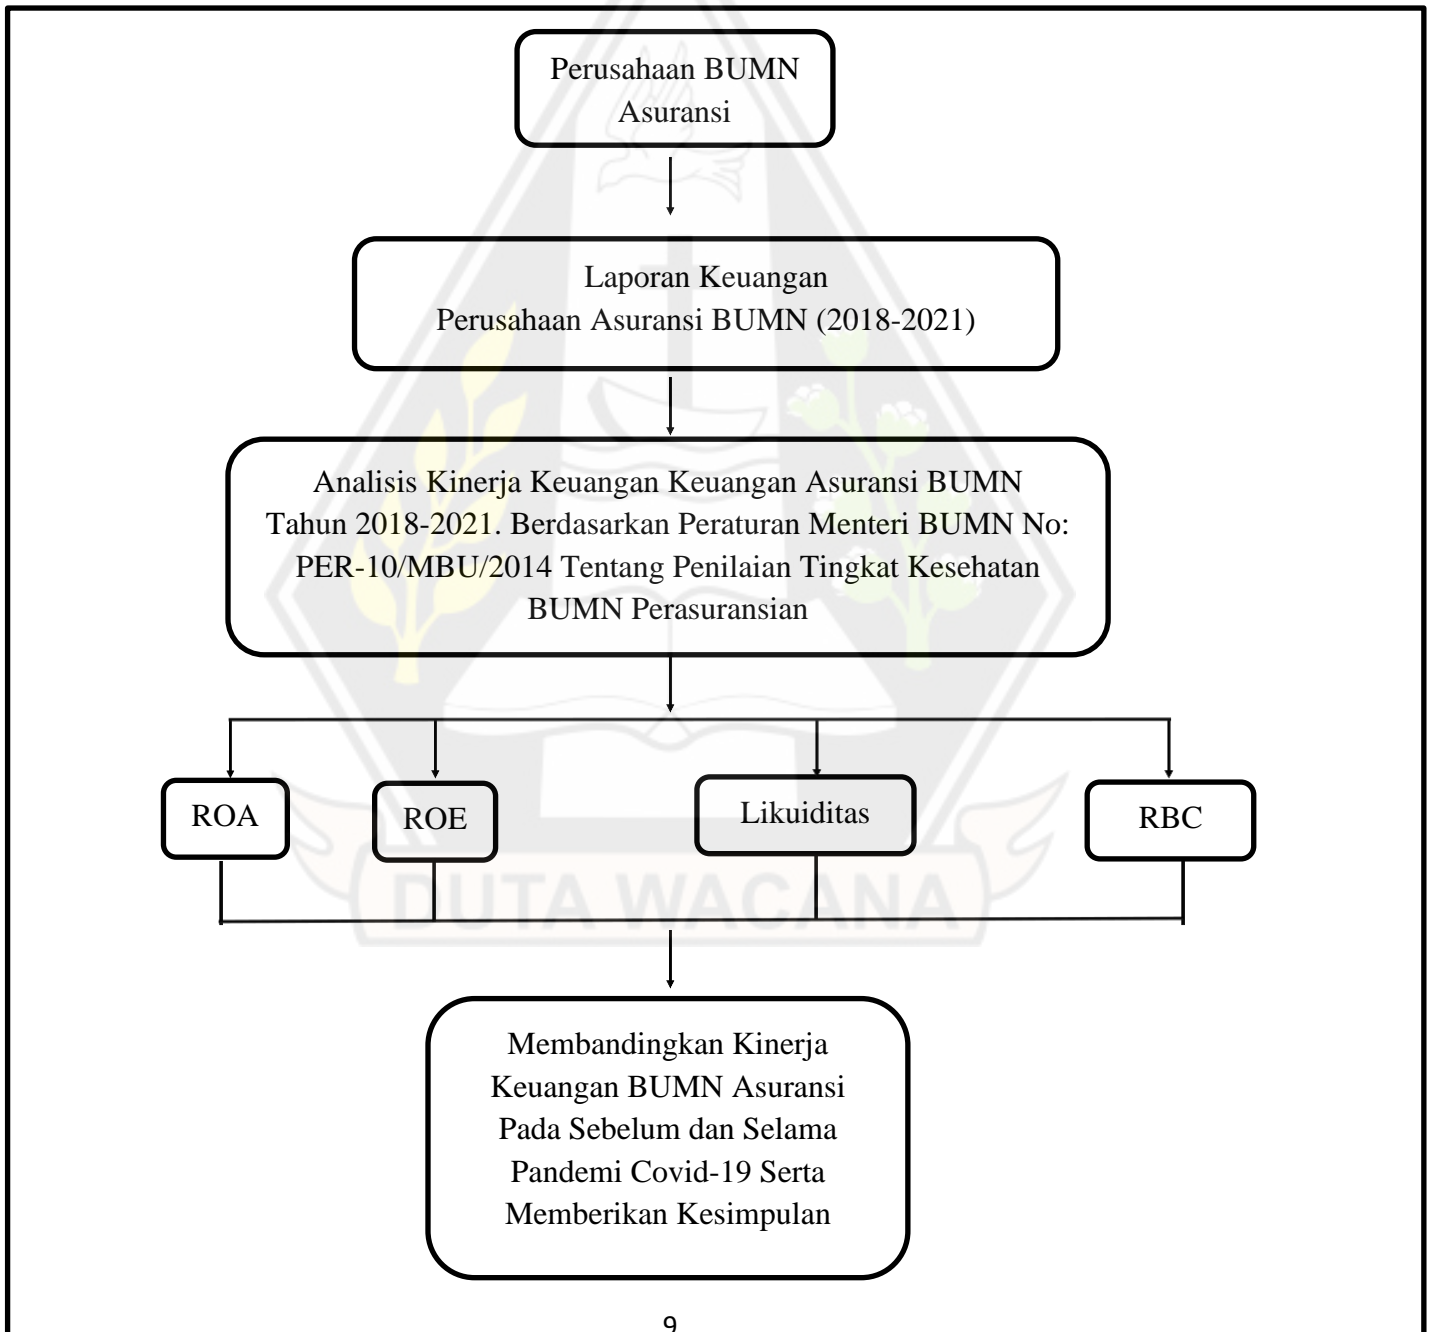 Perusahaan BUMN
Asuransi
Laporan Keuangan
Perusahaan Asuransi BUMN (2018-2021)
Analisis Kinerja Keuangan Keuangan Asuransi BUMN
Tahun 2018-2021. Berdasarkan Peraturan Menteri BUMN No:
PER-10/MBU/2014 Tentang Penilaian Tingkat Kesehatan
BUMN Perasuransian
ROA
ROE
Likuiditas
RBC
DUTA WACANA
Membandingkan Kinerja
Keuangan BUMN Asuransi
Pada Sebelum dan Selama
Pandemi Covid-19 Serta
Memberikan Kesimpulan
9